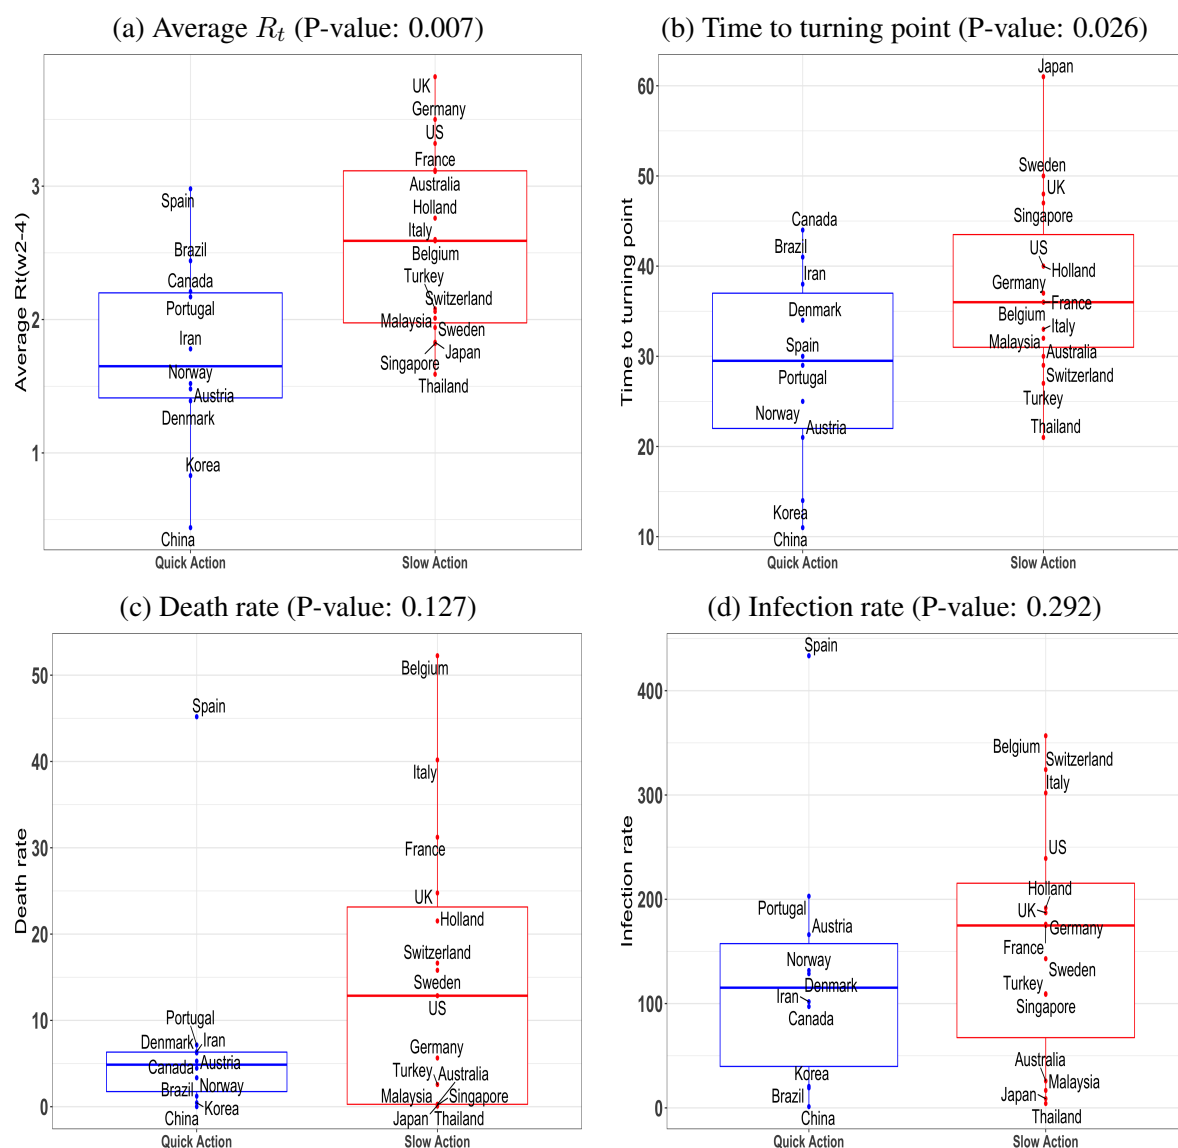 (a) Average Rt (P-value: 0.007)
Average Rt(w2-4)
3
2
1
UK
Germany
US
France
Australia
Holland
Italy
Belgium
Turkey
Switzerland
Malaysia
Sweden
Singapore
Japan
Thailand
Spain
Brazil
Canada
Portugal
Iran
Norway
Austria
Denmark
Korea
China
Quick Action
Slow Action
(b) Time to turning point (P-value: 0.026)
Time to turning point
60
50
40
30
20
10
Canada
Brazil
Iran
Denmark
Spain
Portugal
Norway
Austria
Korea
China
Japan
Sweden
UK
Singapore
US
Holland
Germany
France
Belgium
Italy
Malaysia
Australia
Switzerland
Turkey
Thailand
Quick Action
Slow Action
(c) Death rate (P-value: 0.127)
Death rate
50
40
30
20
10
0
Spain
Portugal
Denmark
Iran
Canada
Austria
Brazil
Norway
Korea
China
Belgium
Italy
France
UK
Holland
Switzerland
Sweden
US
Germany
Turkey
Australia
Malaysia
Singapore
Japan
Thailand
Quick Action
Slow Action
(d) Infection rate (P-value: 0.292)
Infection rate
400
300
200
100
0
Spain
Portugal
Austria
Norway
Denmark
Iran
Canada
Korea
Brazil
China
Belgium
Switzerland
Italy
US
Holland
UK
Germany
France
Sweden
Turkey
Singapore
Australia
Malaysia
Japan
Thailand
Quick Action
Slow Action